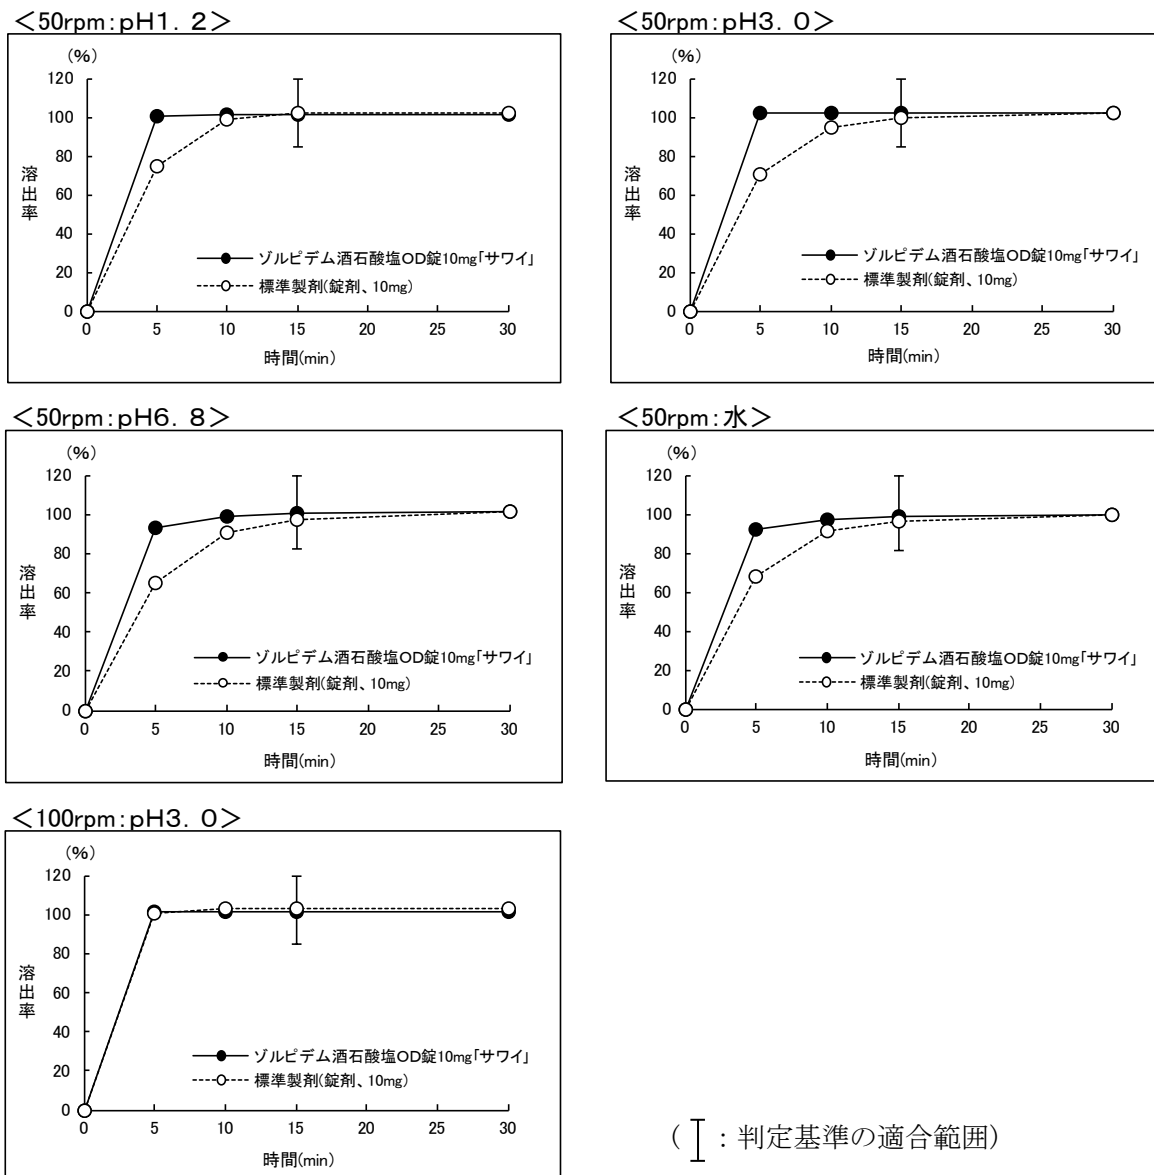 ＜50rpm:pH1．2＞
(%)
120
100
80
60
40
20
0
溶出率
ゾルピデム酒石酸塩OD錠10mg「サワイ」
標準製剤(錠剤、10mg)
0 5 10 15 20 25 30
時間(min)
＜50rpm:pH3．0＞
(%)
120
100
80
60
40
20
0
溶出率
ゾルピデム酒石酸塩OD錠10mg「サワイ」
標準製剤(錠剤、10mg)
0 5 10 15 20 25 30
時間(min)
＜50rpm:pH6．8＞
(%)
120
100
80
60
40
20
0
溶出率
ゾルピデム酒石酸塩OD錠10mg「サワイ」
標準製剤(錠剤、10mg)
0 5 10 15 20 25 30
時間(min)
＜50rpm:水＞
(%)
120
100
80
60
40
20
0
溶出率
ゾルピデム酒石酸塩OD錠10mg「サワイ」
標準製剤(錠剤、10mg)
0 5 10 15 20 25 30
時間(min)
＜100rpm:pH3．0＞
(%)
120
100
80
60
40
20
0
溶出率
ゾルピデム酒石酸塩OD錠10mg「サワイ」
標準製剤(錠剤、10mg)
0 5 10 15 20 25 30
時間(min)
( ：判定基準の適合範囲)